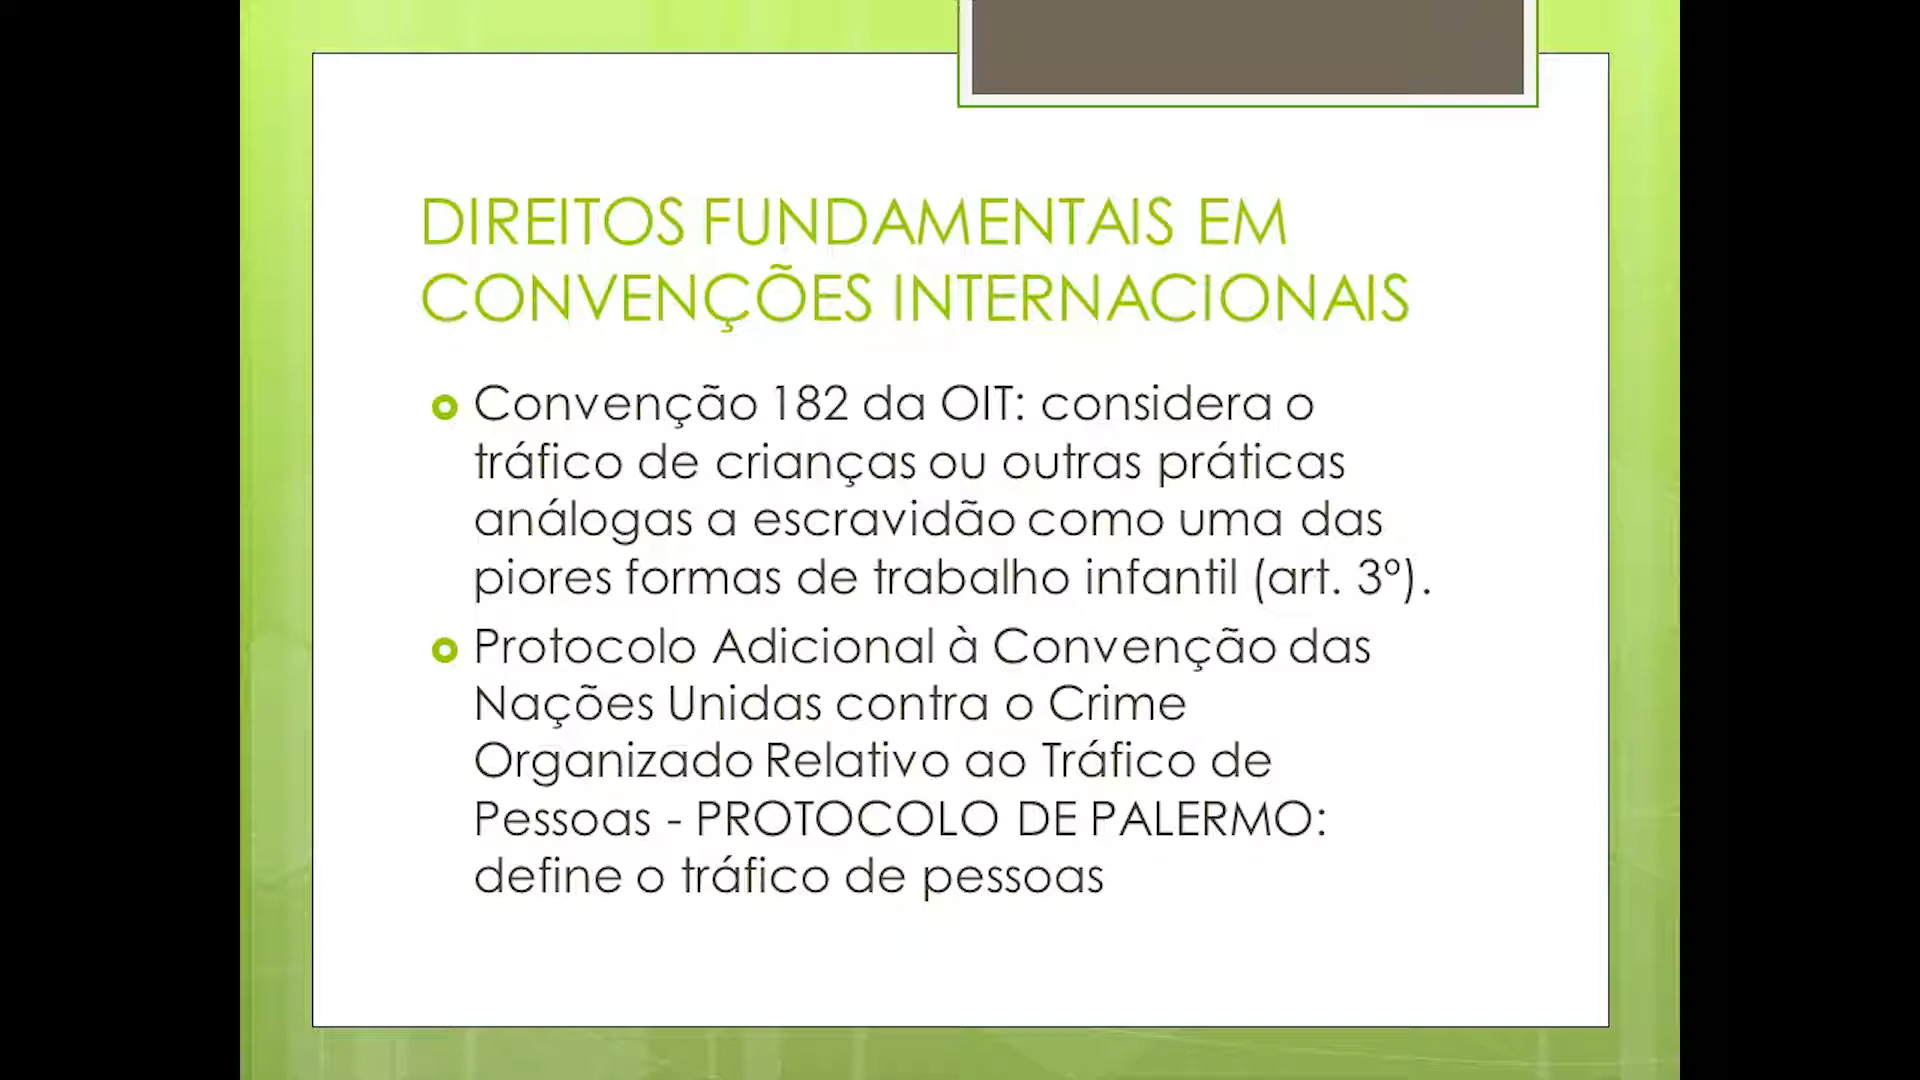 DIREITOS FUNDAMENTAIS EM
CONVENÇÕES INTERNACIONAIS
Convenção 182 da OIT: considera o
tráfico de crianças ou outras práticas
análogas a escravidão como uma das
piores formas de trabalho infantil (art. 3º).
Protocolo Adicional à Convenção das
Nações Unidas contra o Crime
Organizado Relativo ao Tráfico de
Pessoas - PROTOCOLO DE PALERMO:
define o tráfico de pessoas